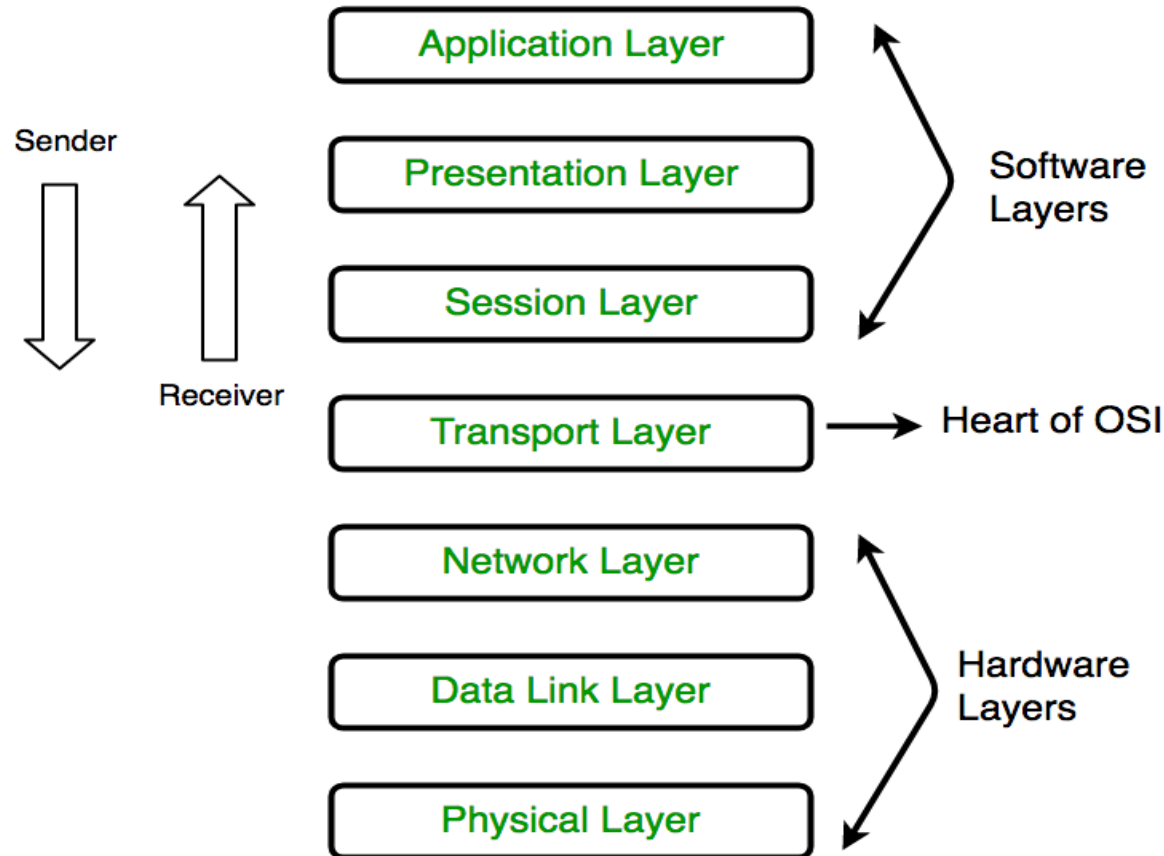 Application Layer
Sender
Presentation Layer
Software
Layers
Session Layer
Receiver
Transport Layer
Heart of OSI
Network Layer
Hardware
Layers
Data Link Layer
Physical Layer